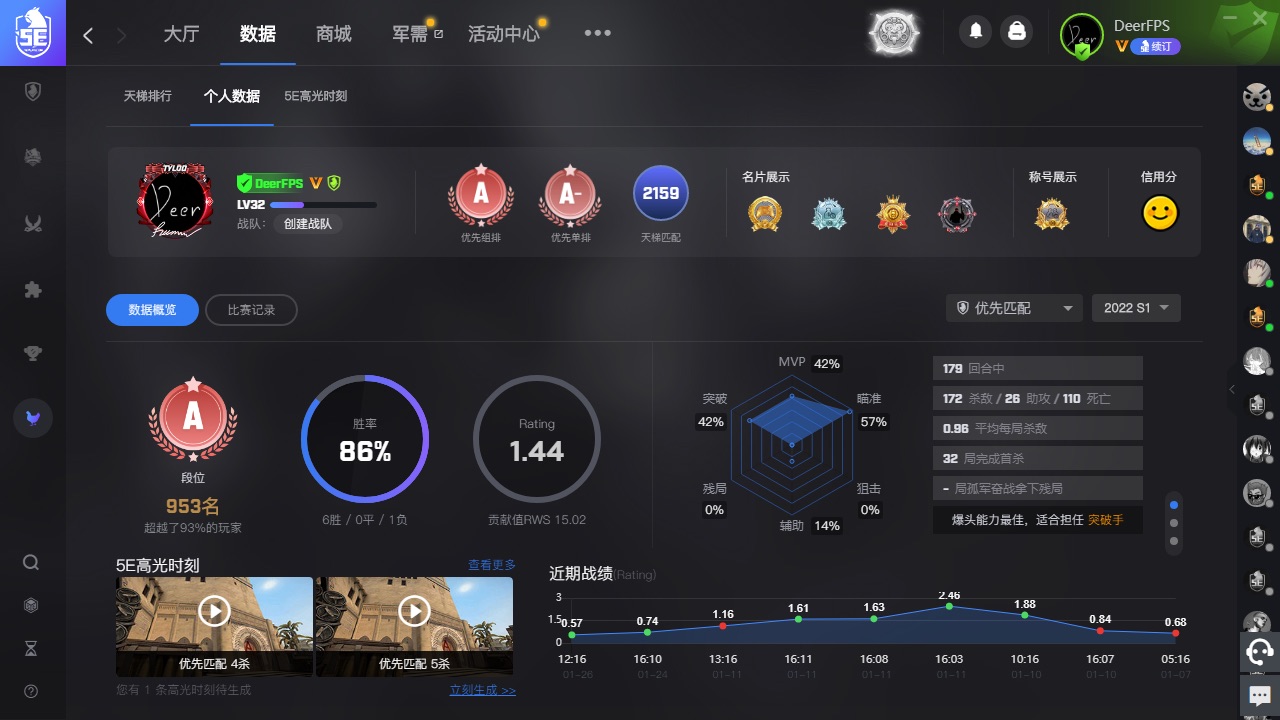 5E
大厅
数据
商城
军需
活动中心
DeerFPS
续订
天梯排行
个人数据
5E高光时刻
TYLOO
Deer
DeerFPS
LV32
战队:
创建战队
A
优先组排
A-
优先单排
2159
天梯匹配
名片展示
称号展示
信用分
数据概览
比赛记录
优先匹配
2022 S1
A
段位
953名
超越了93%的玩家
胜率
86%
6胜 / 0平 / 1负
Rating
1.44
贡献值RWS 15.02
MVP 42%
突破 42%
瞄准 57%
残局 0%
狙击 0%
辅助 14%
179 回合中
172 杀敌 / 26 助攻 / 110 死亡
0.96 平均每局杀敌
32 局完成首杀
- 局孤军奋战拿下残局
爆头能力最佳，适合担任 突破手
5E高光时刻
查看更多
优先匹配 4杀
优先匹配 5杀
您有 1 条高光时刻待生成
立刻生成 >>
近期战绩(Rating)
3
1.5
0
0.57 0.74 1.16 1.61 1.63 2.46 1.88 0.84 0.68
12:16 16:10 13:16 16:11 16:08 16:03 10:16 16:07 05:16
01-26 01-24 01-11 01-11 01-11 01-11 01-10 01-10 01-07